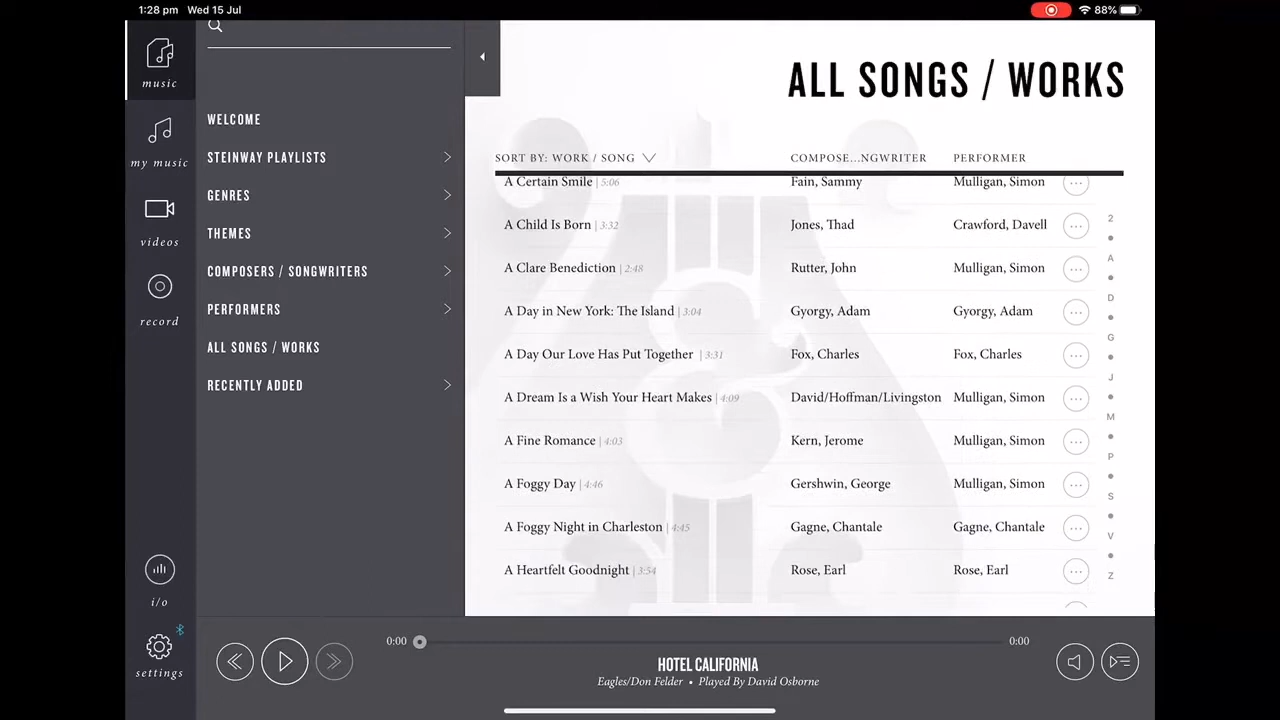 1:28 pm Wed 15 Jul 88%
music
my music
videos
record
i/o
settings
WELCOME
STEINWAY PLAYLISTS
GENRES
THEMES
COMPOSERS / SONGWRITERS
PERFORMERS
ALL SONGS / WORKS
RECENTLY ADDED
ALL SONGS / WORKS
SORT BY: WORK / SONG COMPOSE...NGWRITER PERFORMER
A Certain Smile | 5:06 Fain, Sammy Mulligan, Simon
A Child Is Born | 3:32 Jones, Thad Crawford, Davell
A Clare Benediction | 2:48 Rutter, John Mulligan, Simon
A Day in New York: The Island | 3:04 Gyorgy, Adam Gyorgy, Adam
A Day Our Love Has Put Together | 3:31 Fox, Charles Fox, Charles
A Dream Is a Wish Your Heart Makes | 4:09 David/Hoffman/Livingston Mulligan, Simon
A Fine Romance | 4:03 Kern, Jerome Mulligan, Simon
A Foggy Day | 4:46 Gershwin, George Mulligan, Simon
A Foggy Night in Charleston | 4:45 Gagne, Chantale Gagne, Chantale
A Heartfelt Goodnight | 3:54 Rose, Earl Rose, Earl
2
A
D
G
J
M
P
S
V
Z
0:00 0:00
HOTEL CALIFORNIA
Eagles/Don Felder • Played By David Osborne